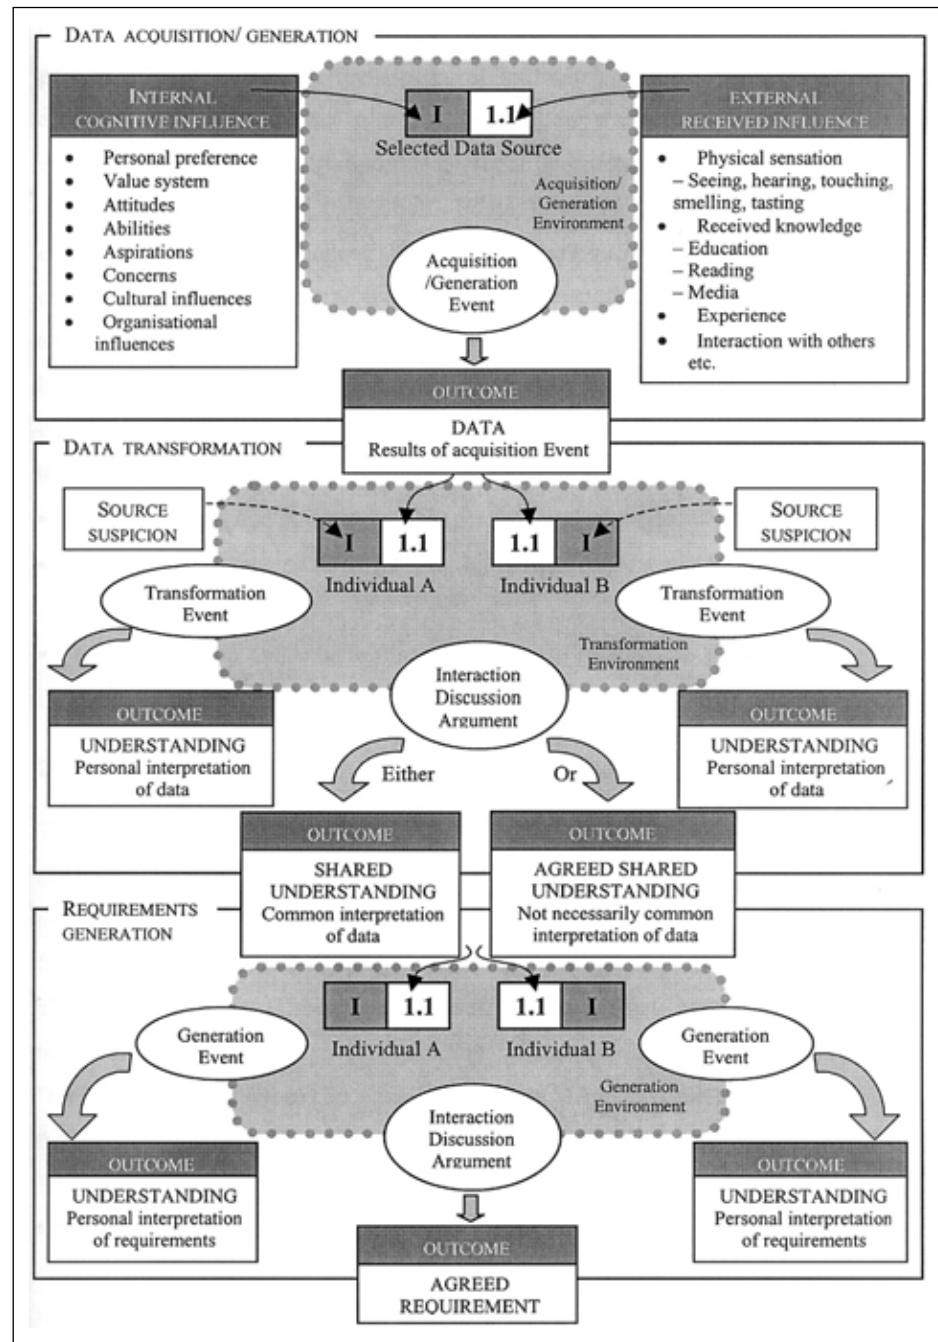 DATA ACQUISITION/ GENERATION
INTERNAL
COGNITIVE INFLUENCE
• Personal preference
• Value system
• Attitudes
• Abilities
• Aspirations
• Concerns
• Cultural influences
• Organisational
influences
I 1.1
Selected Data Source
Acquisition/
Generation
Environment
Acquisition
/Generation
Event
EXTERNAL
RECEIVED INFLUENCE
• Physical sensation
– Seeing, hearing, touching,
smelling, tasting
• Received knowledge
– Education
– Reading
– Media
• Experience
• Interaction with others
etc.
OUTCOME
DATA
Results of acquisition Event
DATA TRANSFORMATION
SOURCE
SUSPICION
I 1.1
Individual A
1.1 I
Individual B
SOURCE
SUSPICION
Transformation
Event
Transformation
Event
Transformation
Environment
Interaction
Discussion
Argument
OUTCOME
UNDERSTANDING
Personal interpretation
of data
Either
Or
OUTCOME
UNDERSTANDING
Personal interpretation
of data
OUTCOME
SHARED
UNDERSTANDING
Common interpretation
of data
OUTCOME
AGREED SHARED
UNDERSTANDING
Not necessarily common
interpretation of data
REQUIREMENTS
GENERATION
I 1.1
Individual A
1.1 I
Individual B
Generation
Event
Generation
Event
Generation
Environment
Interaction
Discussion
Argument
OUTCOME
UNDERSTANDING
Personal interpretation
of requirements
OUTCOME
UNDERSTANDING
Personal interpretation
of requirements
OUTCOME
AGREED
REQUIREMENT